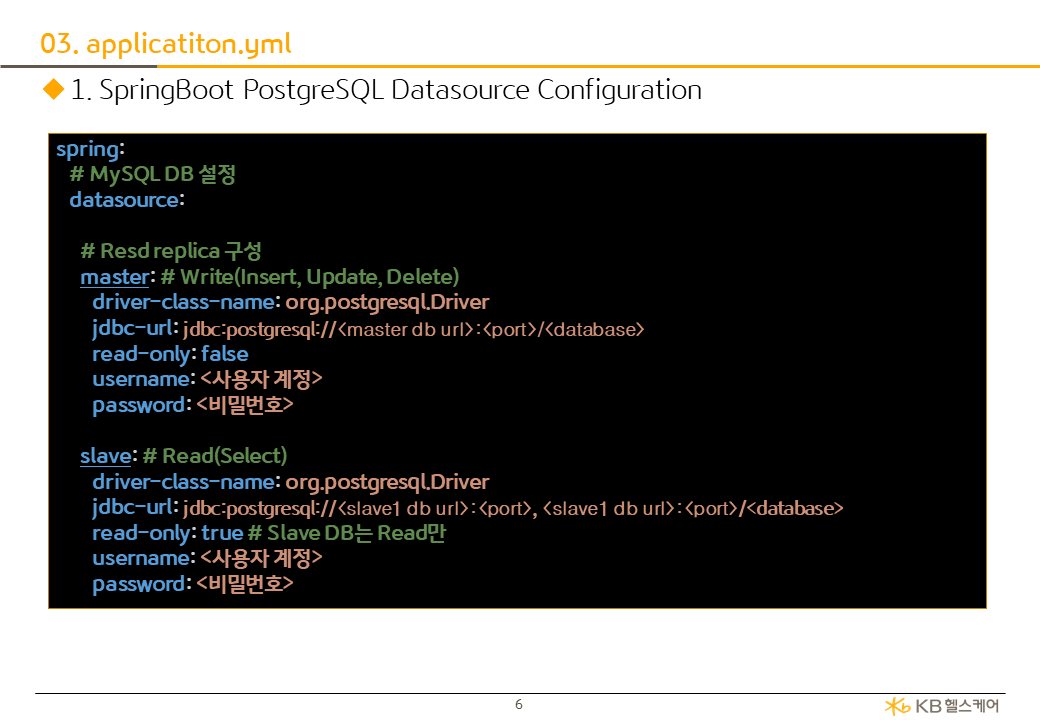 03. applicatiton.yml
◆ 1. SpringBoot PostgreSQL Datasource Configuration
spring:
# MySQL DB 설정
datasource:
# Resd replica 구성
master: # Write(Insert, Update, Delete)
driver-class-name: org.postgresql.Driver
jdbc-url: jdbc:postgresql://<master db url>:<port>/<database>
read-only: false
username: <사용자 계정>
password: <비밀번호>
slave: # Read(Select)
driver-class-name: org.postgresql.Driver
jdbc-url: jdbc:postgresql://<slave1 db url>:<port>, <slave1 db url>:<port>/<database>
read-only: true # Slave DB는 Read만
username: <사용자 계정>
password: <비밀번호>
6
KB헬스케어